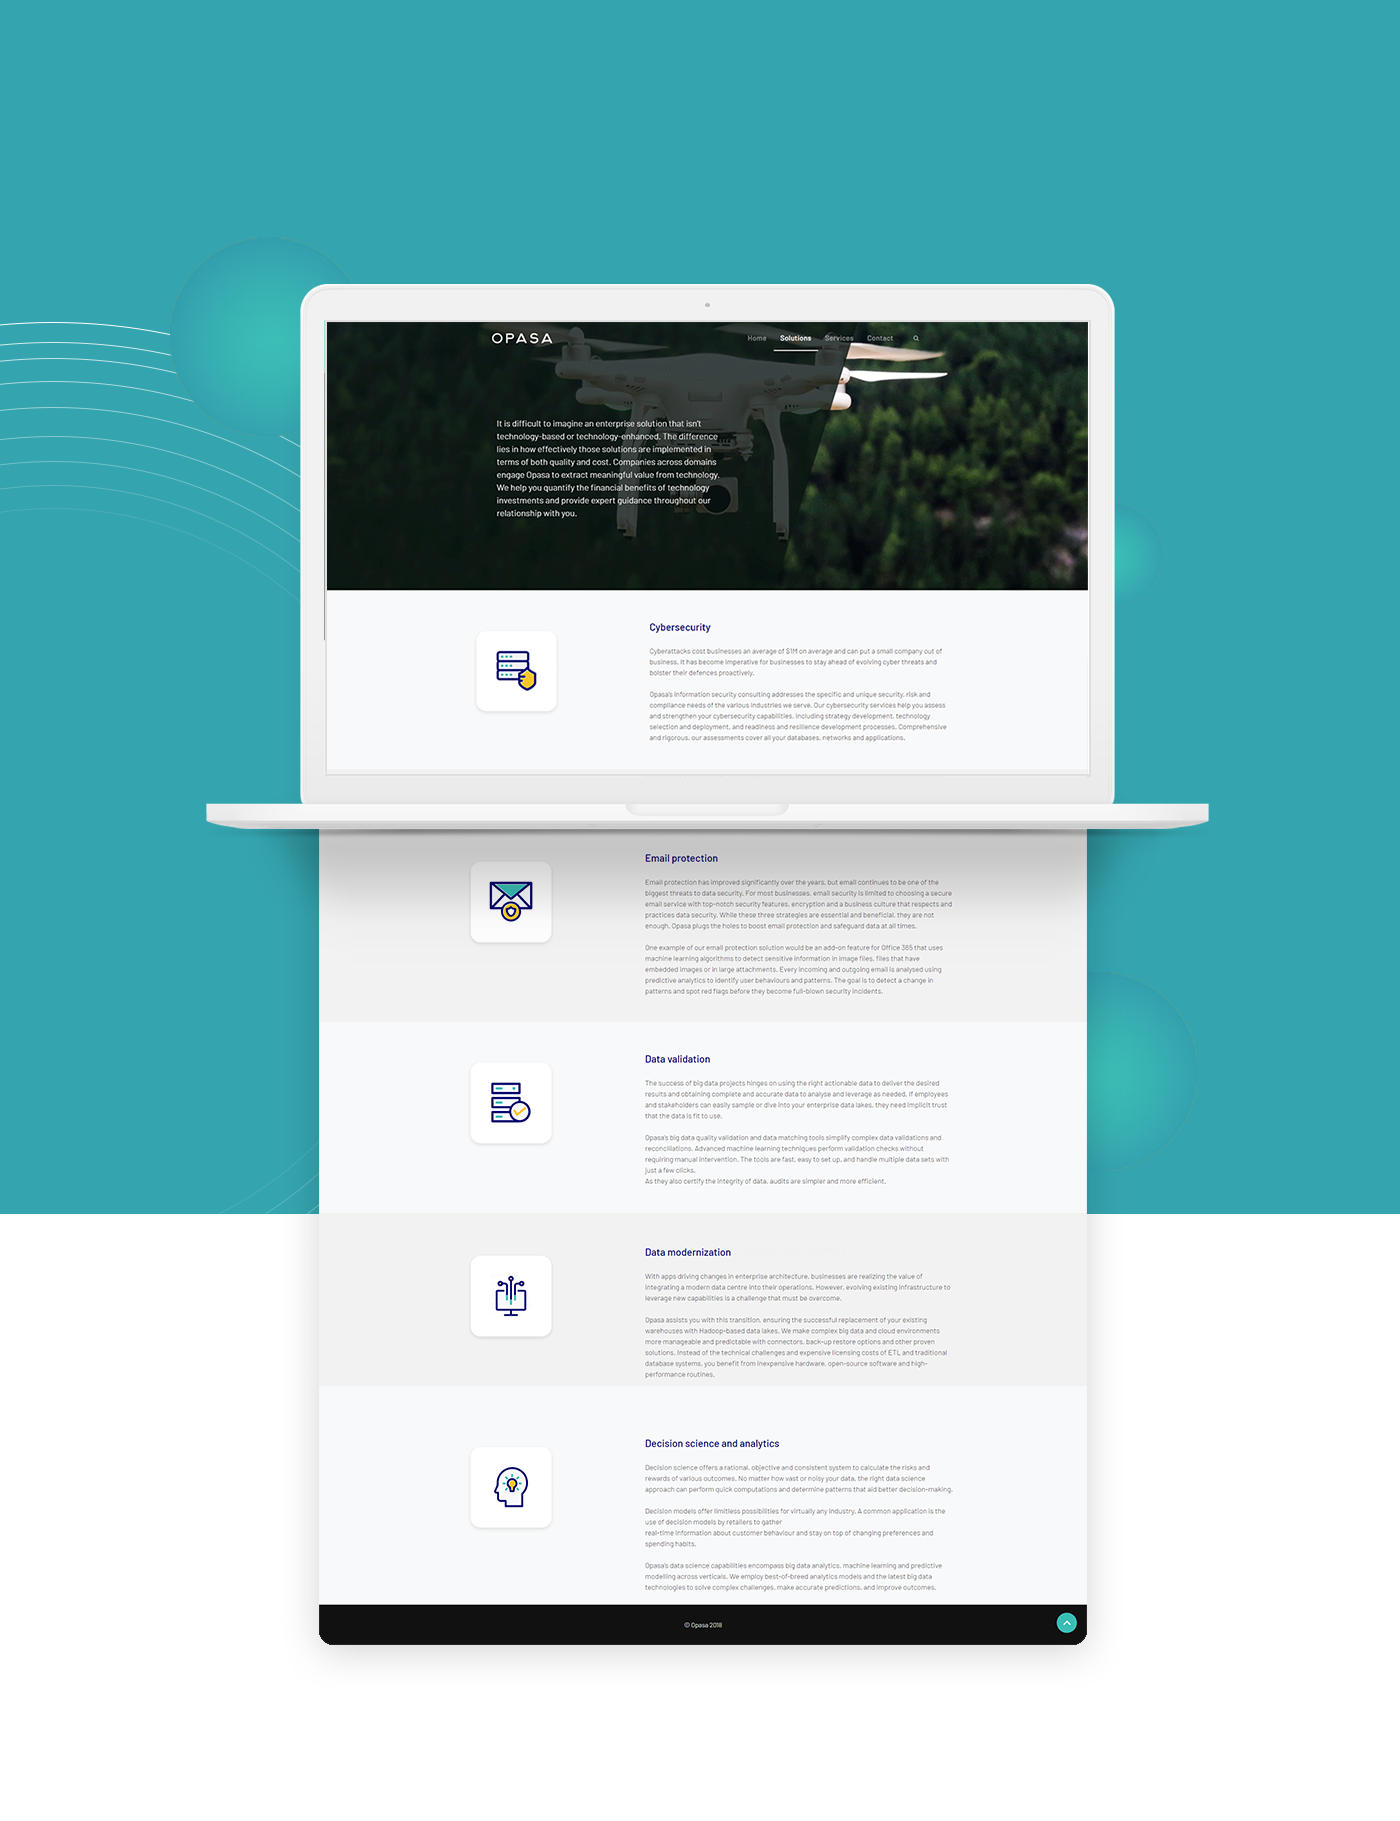 OPASA
Home Solutions Services Contact
It is difficult to imagine an enterprise solution that isn't
technology-based or technology-enhanced. The difference
lies in how effectively those solutions are implemented in
terms of both quality and cost. Companies across domains
engage Opasa to extract meaningful value from technology.
We help you quantify the financial benefits of technology
investments and provide expert guidance throughout our
relationship with you.
Cybersecurity
Cyberattacks cost businesses an average of $1M on average and can put a small company out of
business. It has become imperative for businesses to stay ahead of evolving cyber threats and
bolster their defences proactively.
Opasa's information security consulting addresses the specific and unique security, risk and
compliance needs of the various industries we serve. Our cybersecurity services help you assess
and strengthen your cybersecurity capabilities, including strategy development, technology
selection and deployment, and readiness and resilience development processes. Comprehensive
and rigorous, our assessments cover all your databases, networks and applications.
Email protection
Email protection has improved significantly over the years, but email continues to be one of the
biggest threats to data security. For most businesses, email security is limited to choosing a secure
email service with top-notch security features, encryption and a business culture that respects and
practices data security. While these three strategies are essential and beneficial, they are not
enough. Opasa plugs the holes to boost email protection and safeguard data at all times.
One example of our email protection solution would be an add-on feature for Office 365 that uses
machine learning algorithms to detect sensitive information in image files, files that have
embedded images or in large attachments. Every incoming and outgoing email is analysed using
predictive analytics to identify user behaviours and patterns. The goal is to detect a change in
patterns and spot red flags before they become full-blown security incidents.
Data validation
The success of big data projects hinges on using the right actionable data to deliver the desired
results and obtaining complete and accurate data to analyse and leverage as needed. If employees
and stakeholders can easily sample or dive into your enterprise data lakes, they need implicit trust
that the data is fit to use.
Opasa's big data quality validation and data matching tools simplify complex data validations and
reconciliations. Advanced machine learning techniques perform validation checks without
requiring manual intervention. The tools are fast, easy to set up, and handle multiple data sets with
just a few clicks.
As they also certify the integrity of data, audits are simpler and more efficient.
Data modernization
With apps driving changes in enterprise architecture, businesses are realizing the value of
integrating a modern data centre into their operations. However, evolving existing infrastructure to
leverage new capabilities is a challenge that must be overcome.
Opasa assists you with this transition, ensuring the successful replacement of your existing
warehouses with Hadoop-based data lakes. We make complex big data and cloud environments
more manageable and predictable with connectors, back-up restore options and other proven
solutions. Instead of the technical challenges and expensive licensing costs of ETL and traditional
database systems, you benefit from inexpensive hardware, open-source software and high-
performance routines.
Decision science and analytics
Decision science offers a rational, objective and consistent system to calculate the risks and
rewards of various outcomes. No matter how vast or noisy your data, the right data science
approach can perform quick computations and determine patterns that aid better decision-making.
Decision models offer limitless possibilities for virtually any industry. A common application is the
use of decision models by retailers to gather
real-time information about customer behaviour and stay on top of changing preferences and
spending habits.
Opasa's data science capabilities encompass big data analytics, machine learning and predictive
modelling across verticals. We employ best-of-breed analytics models and the latest big data
technologies to solve complex challenges, make accurate predictions, and improve outcomes.
© Opasa 2018